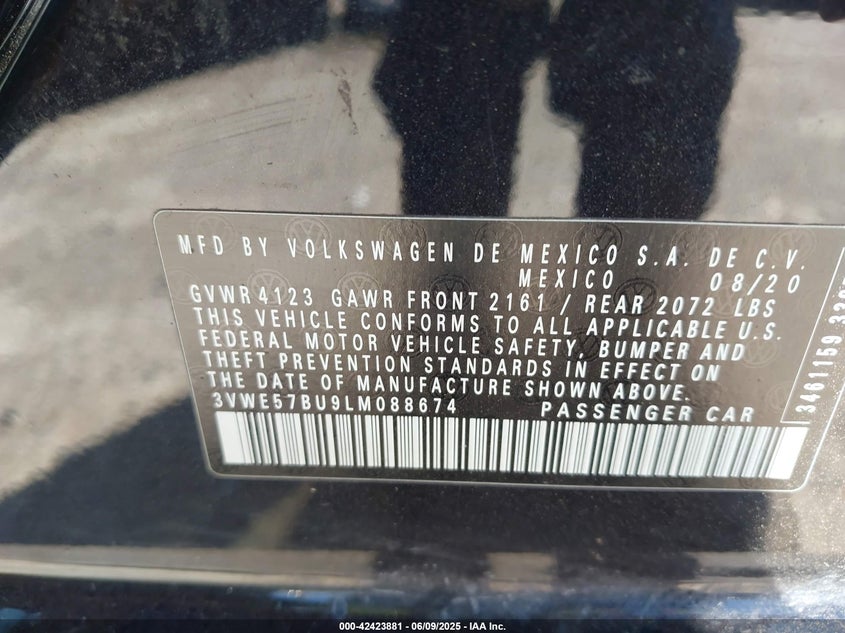 MFD BY VOLKSWAGEN DE MEXICO S.A. DE C.V.
MEXICO 08/20
GVWR 4123 GAWR FRONT 2161 / REAR 2072 LBS
THIS VEHICLE CONFORMS TO ALL APPLICABLE U.S.
FEDERAL MOTOR VEHICLE SAFETY, BUMPER AND
THEFT PREVENTION STANDARDS IN EFFECT ON
THE DATE OF MANUFACTURE SHOWN ABOVE.
3VWE57BU9LM088674 PASSENGER CAR
3461159
000-42423881 - 06/09/2025 - IAA Inc.